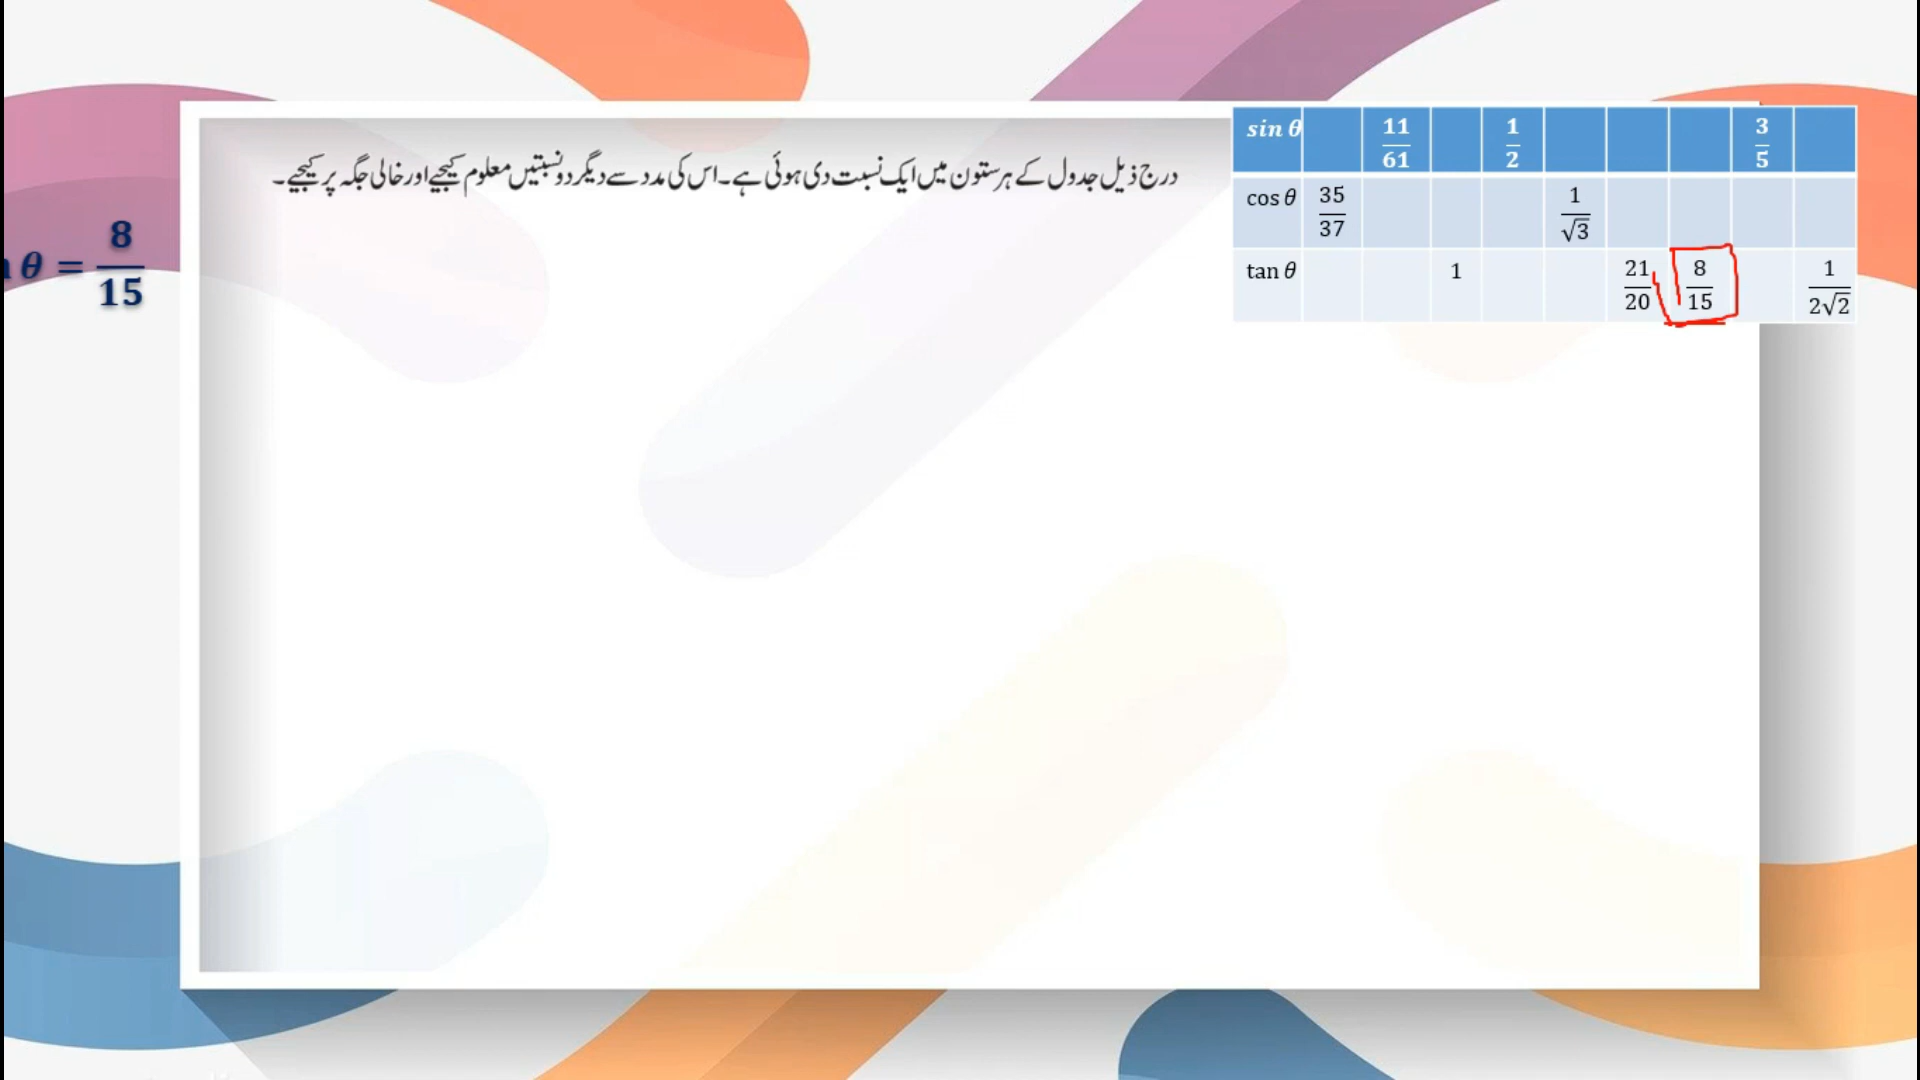 درج ذیل جدول کے ہر ستون میں ایک نسبت دی ہوئی ہے۔ اس کی مدد سے دیگر دو نسبتیں معلوم کیجیے اور خالی جگہ پر کیجیے۔
sin θ 11/61 1/2 3/5
cos θ 35/37 1/√3
tan θ 1 21/20 8/15 1/2√2
θ = 8/15